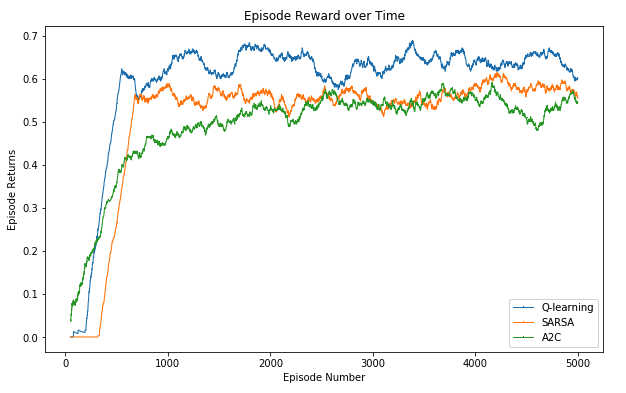 Episode Reward over Time
Episode Returns
0.7
0.6
0.5
0.4
0.3
0.2
0.1
0.0
0
1000
2000
3000
4000
5000
Episode Number
Q-learning
SARSA
A2C